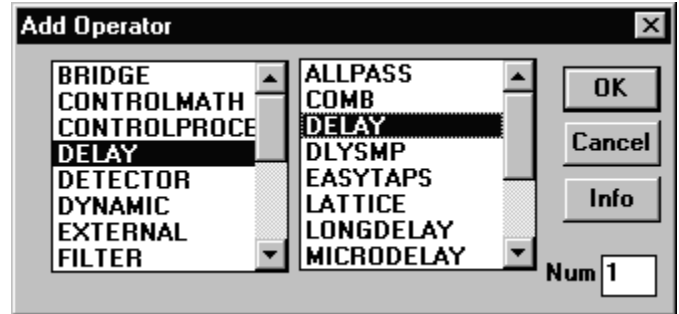 Add Operator
BRIDGE
CONTROLMATH
CONTROLPROCE
DELAY
DETECTOR
DYNAMIC
EXTERNAL
FILTER
ALLPASS
COMB
DELAY
DLYSMP
EASYTAPS
LATTICE
LONGDELAY
MICRODELAY
OK
Cancel
Info
Num 1